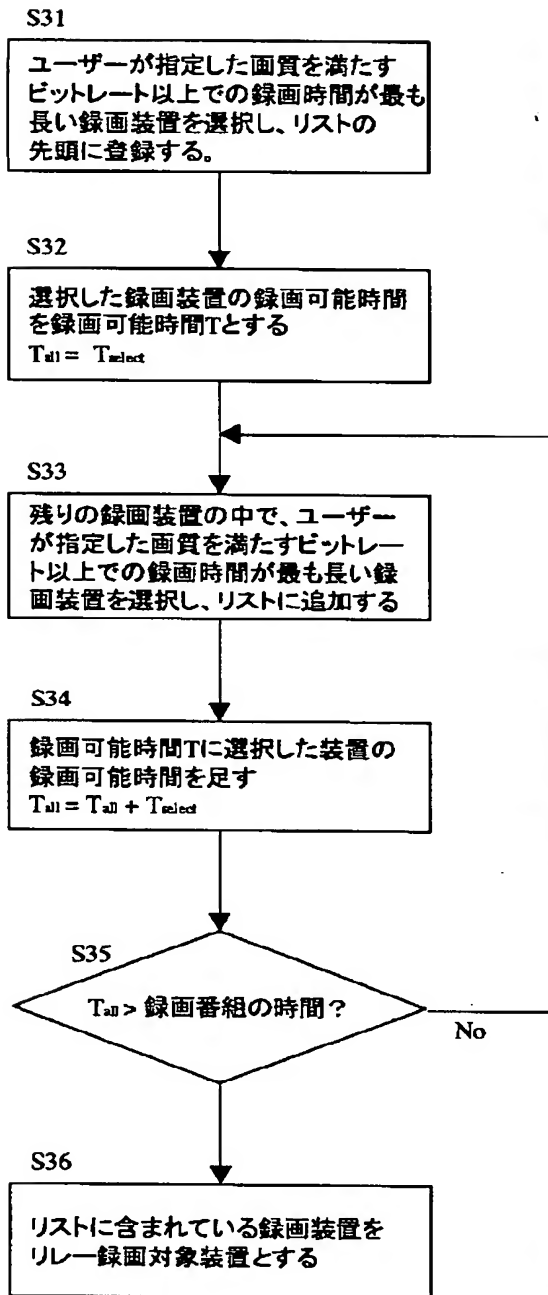 S31
ユーザーが指定した画質を満たす
ビットレート以上での録画時間が最も
長い録画装置を選択し、リストの
先頭に登録する。
S32
選択した録画装置の録画可能時間
を録画可能時間Tとする
Tall = Tselect
S33
残りの録画装置の中で、ユーザー
が指定した画質を満たすビットレー
ト以上での録画時間が最も長い録
画装置を選択し、リストに追加する
S34
録画可能時間Tに選択した装置の
録画可能時間を足す
Tall = Tall + Tselect
S35
Tall > 録画番組の時間？
No
S36
リストに含まれている録画装置を
リレー録画対象装置とする